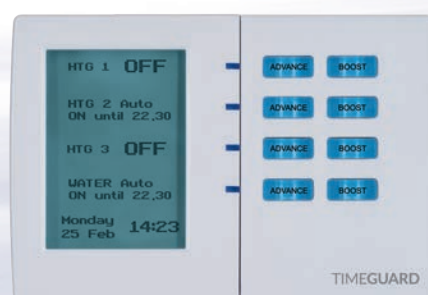 HTG 1 OFF
ADVANCE BOOST
HTG 2 Auto
ON until 22,30
ADVANCE BOOST
HTG 3 OFF
ADVANCE BOOST
WATER Auto
ON until 22,30
ADVANCE BOOST
Monday
25 Feb 14:23
TIMEGUARD